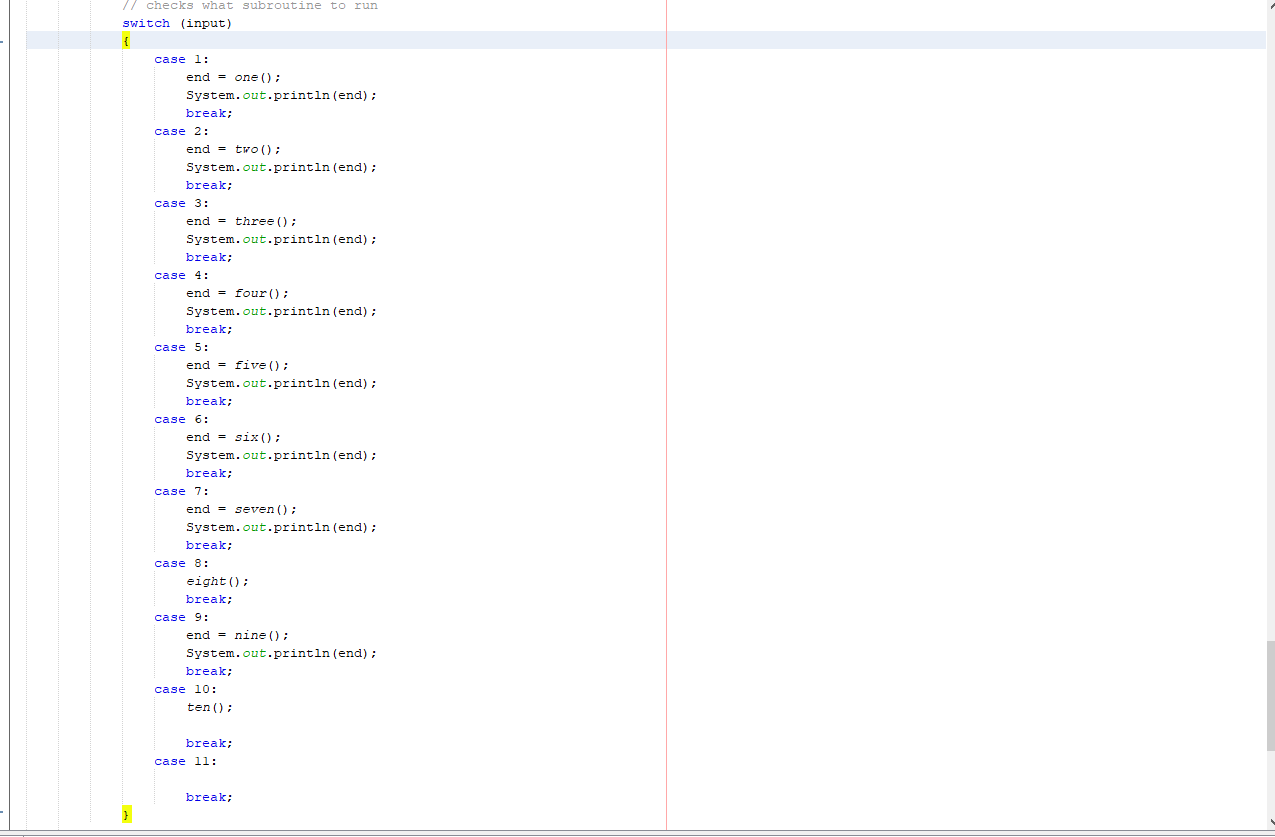 // checks what subroutine to run
switch (input)
{
case 1:
end = one();
System.out.println(end);
break;
case 2:
end = two();
System.out.println(end);
break;
case 3:
end = three();
System.out.println(end);
break;
case 4:
end = four();
System.out.println(end);
break;
case 5:
end = five();
System.out.println(end);
break;
case 6:
end = six();
System.out.println(end);
break;
case 7:
end = seven();
System.out.println(end);
break;
case 8:
eight();
break;
case 9:
end = nine();
System.out.println(end);
break;
case 10:
ten();
break;
case 11:
break;
}